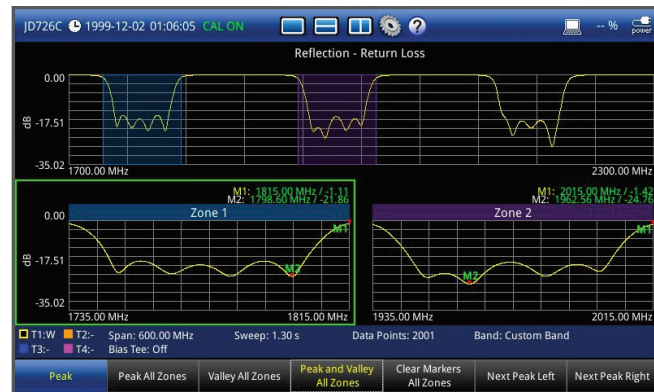 JD726C 1999-12-02 01:06:05 CAL ON ? -- % power
Reflection - Return Loss
0.00
dB -17.51
-35.02
1700.00 MHz 2300.00 MHz
M1: 1815.00 MHz / -1.11 M1: 2015.00 MHz / -1.42
M2: 1798.60 MHz / -21.86 M2: 1962.56 MHz / -24.76
0.00 Zone 1 Zone 2
M1 M1
dB -17.51 M2 M2
-35.02
1735.00 MHz 1815.00 MHz 1935.00 MHz 2015.00 MHz
T1:W T2:- Span: 600.00 MHz Sweep: 1.30 s Data Points: 2001 Band: Custom Band
T3:- T4:- Bias Tee: Off
Peak Peak All Zones Valley All Zones Peak and Valley All Zones Clear Markers All Zones Next Peak Left Next Peak Right